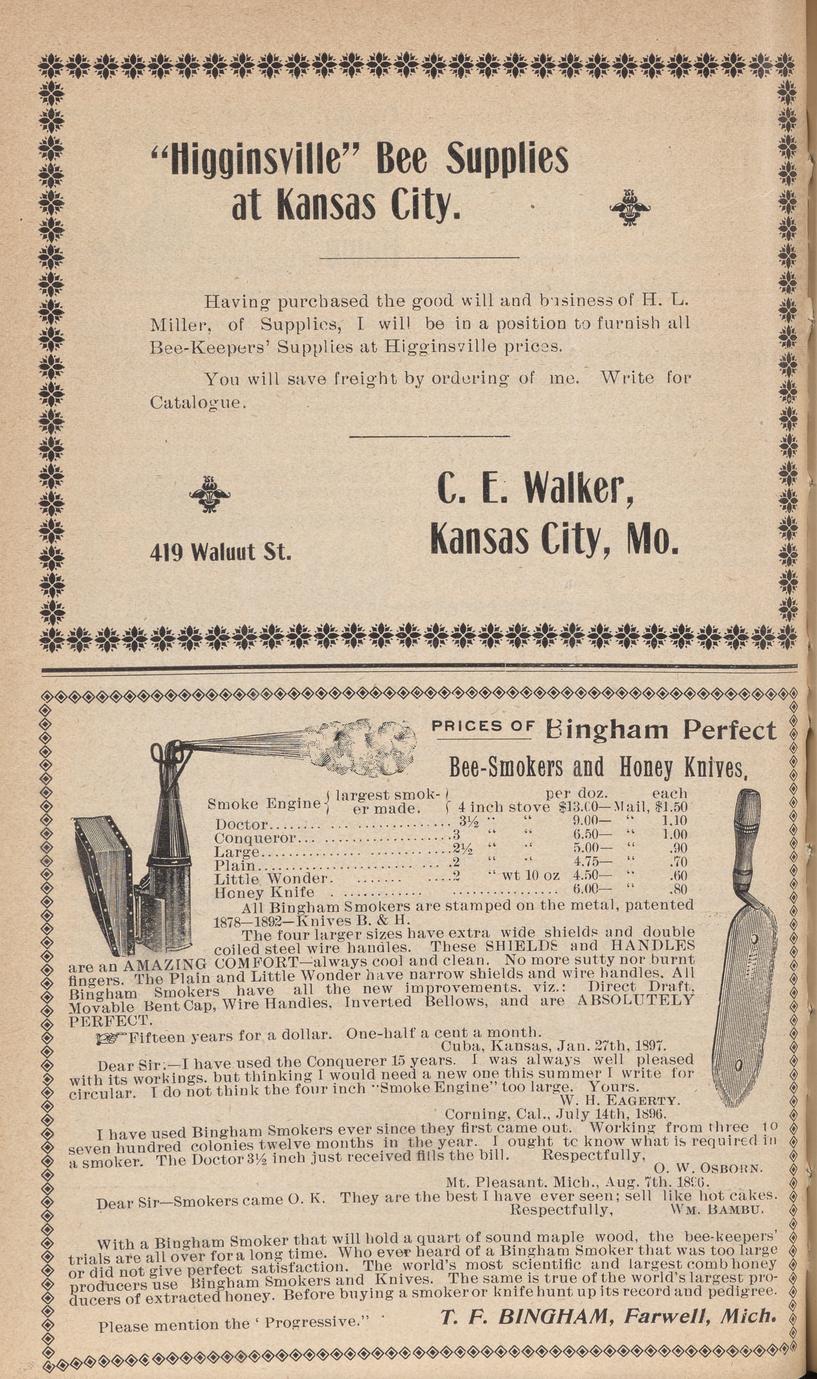 “Higginsville” Bee Supplies
at Kansas City.
Having purchased the good will and business of H. L.
Miller, of Supplies, I will be in a position to furnish all
Bee-Keepers’ Supplies at Higginsville prices.
You will save freight by ordering of me. Write for
Catalogue.
C. E. Walker,
419 Waluut St.
Kansas City, Mo.
PRICES OF Bingham Perfect
Bee-Smokers and Honey Knives,
per doz. each
Smoke Engine { largest smok- er made. } 4 inch stove $13.00—Mail, $1.50
Doctor........ ... ................ 3½ “ “ 9.00— “ 1.10
Conqueror... .....................3 “ “ 6.50— “ 1.00
Large.............................2½ “ “ 5.00— “ .90
Plain............................. .2 “ “ 4.75— “ .70
Little Wonder. ....... .....2 “ wt 10 oz 4.50— “ .60
Honey Knife . ............ ................ 6.00— “ .80
All Bingham Smokers are stamped on the metal, patented
1878—1892—Knives B. & H.
The four larger sizes have extra wide shields and double
coiled steel wire handles. These SHIELDS and HANDLES
are an AMAZING COMFORT—always cool and clean. No more sutty nor burnt
fingers. The Plain and Little Wonder have narrow shields and wire handles. All
Bingham Smokers have all the new improvements. viz.: Direct Draft,
Movable Bent Cap, Wire Handles, Inverted Bellows, and are ABSOLUTELY
PERFECT.
☞Fifteen years for a dollar. One-half a cent a month.
Cuba, Kansas, Jan. 27th, 1897.
Dear Sir:—I have used the Conquerer 15 years. I was always well pleased
with its workings. but thinking I would need a new one this summer I write for
circular. I do not think the four inch “Smoke Engine” too large. Yours.
W. H. EAGERTY.
Corning, Cal., July 14th, 1896.
I have used Bingham Smokers ever since they first came out. Working from three to
seven hundred colonies twelve months in the year. I ought to know what is required in
a smoker. The Doctor 3½ inch just received fills the bill. Respectfully,
O. W. OSBORN.
Mt. Pleasant. Mich., Aug. 7th. 1896.
Dear Sir—Smokers came O. K. They are the best I have ever seen; sell like hot cakes.
Respectfully, WM. BAMBU.
With a Bingham Smoker that will hold a quart of sound maple wood, the bee-keepers’
trials are all over for a long time. Who ever heard of a Bingham Smoker that was too large
or did not give perfect satisfaction. The world’s most scientific and largest comb honey
producers use Bingham Smokers and Knives. The same is true of the world’s largest pro-
ducers of extracted honey. Before buying a smoker or knife hunt up its record and pedigree.
Please mention the ‘ Progressive.” T. F. BINGHAM, Farwell, Mich.